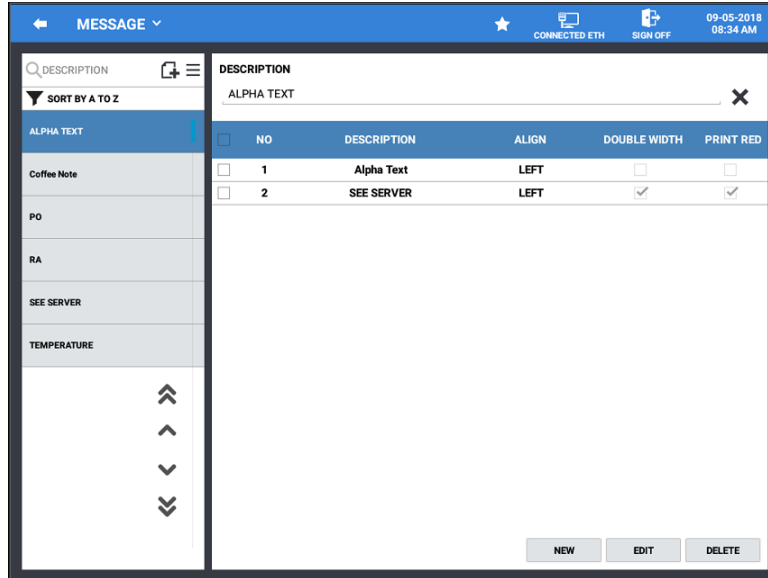 MESSAGE
CONNECTED ETH
SIGN OFF
09-05-2018
08:34 AM
DESCRIPTION
SORT BY A TO Z
ALPHA TEXT
Coffee Note
PO
RA
SEE SERVER
TEMPERATURE
DESCRIPTION
ALPHA TEXT
NO DESCRIPTION ALIGN DOUBLE WIDTH PRINT RED
1 Alpha Text LEFT
2 SEE SERVER LEFT
NEW EDIT DELETE